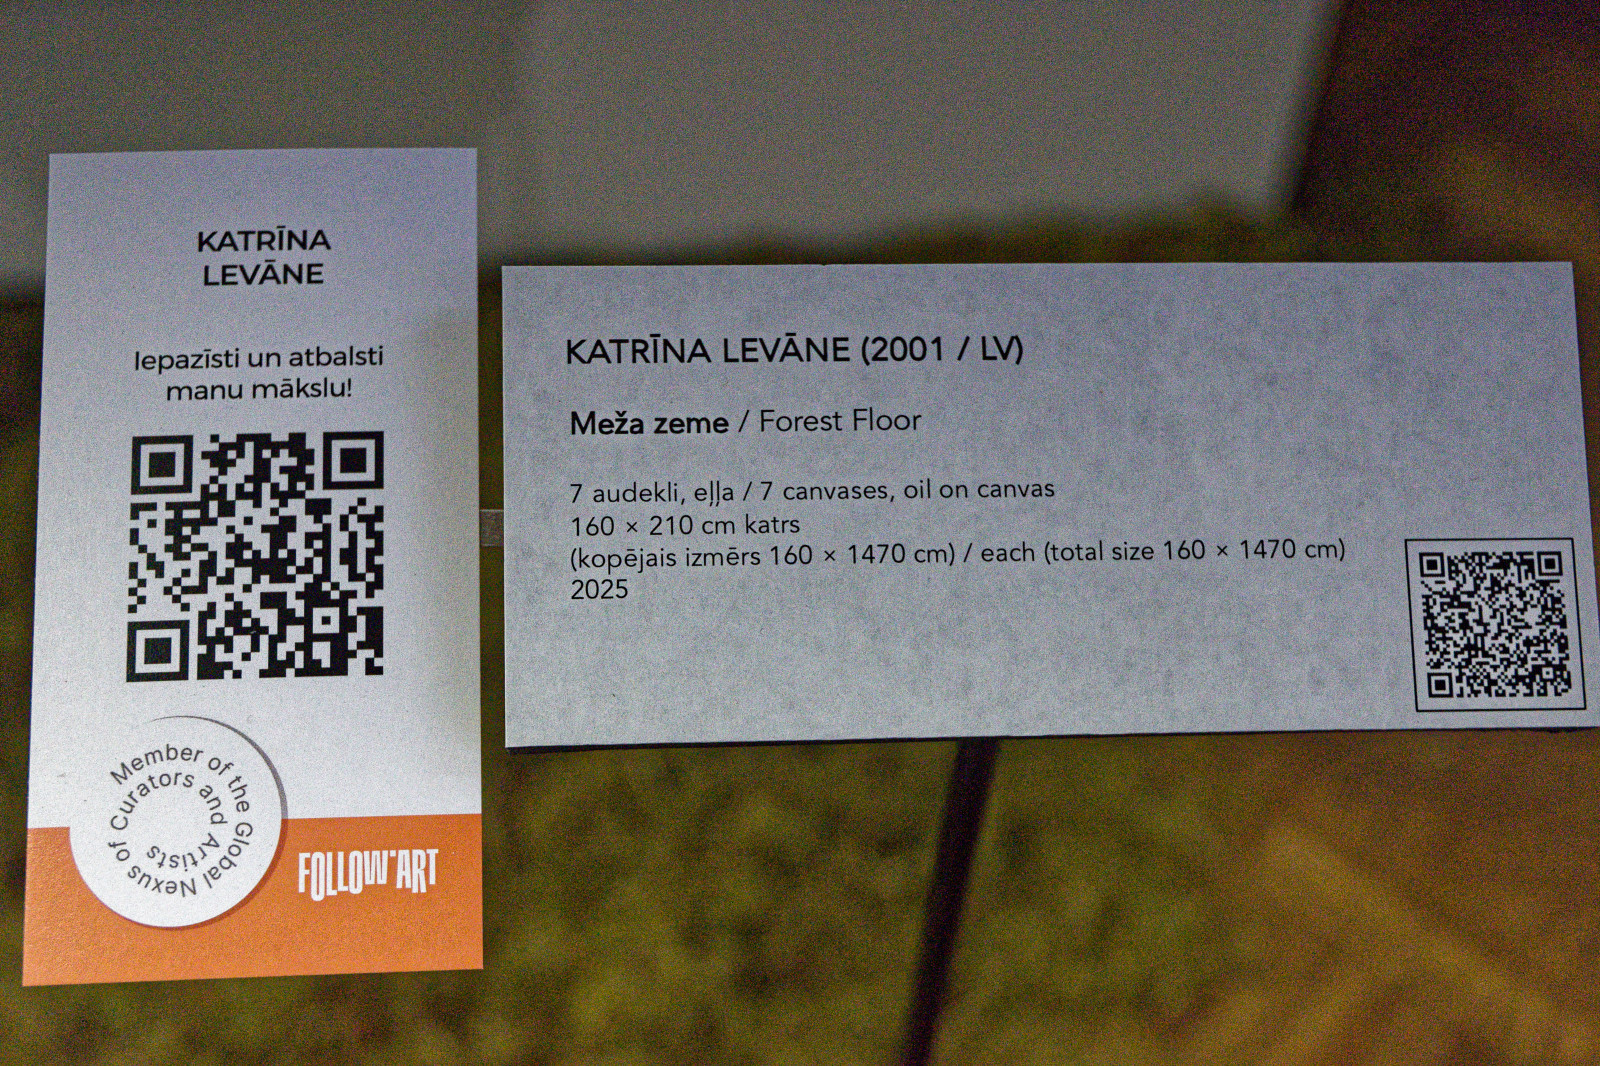 KATRĪNA
LEVĀNE
Iepazīsti un atbalsti
manu mākslu!
Member of the Global Nexus of
Curators and Artists
FOLLOW·ART
KATRĪNA LEVĀNE (2001 / LV)
Meža zeme / Forest Floor
7 audekli, eļļa / 7 canvases, oil on canvas
160 × 210 cm katrs
(kopējais izmērs 160 × 1470 cm) / each (total size 160 × 1470 cm)
2025